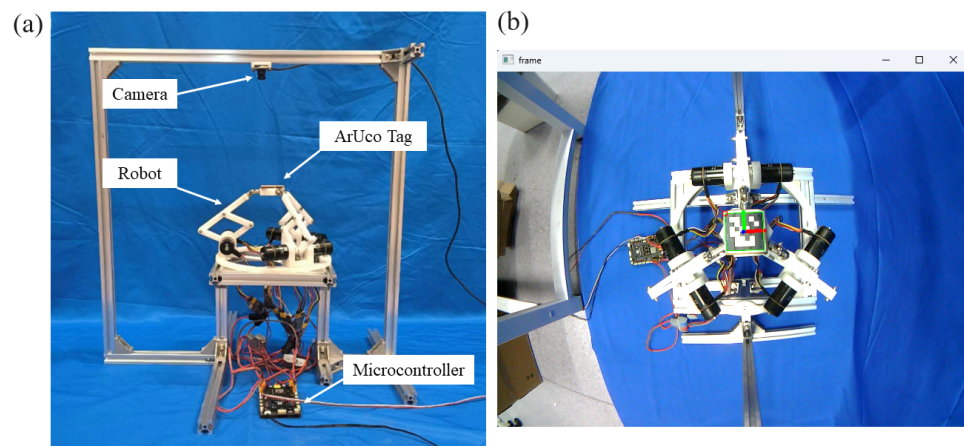 (a)
(b)
frame
Camera
ArUco Tag
Robot
Microcontroller